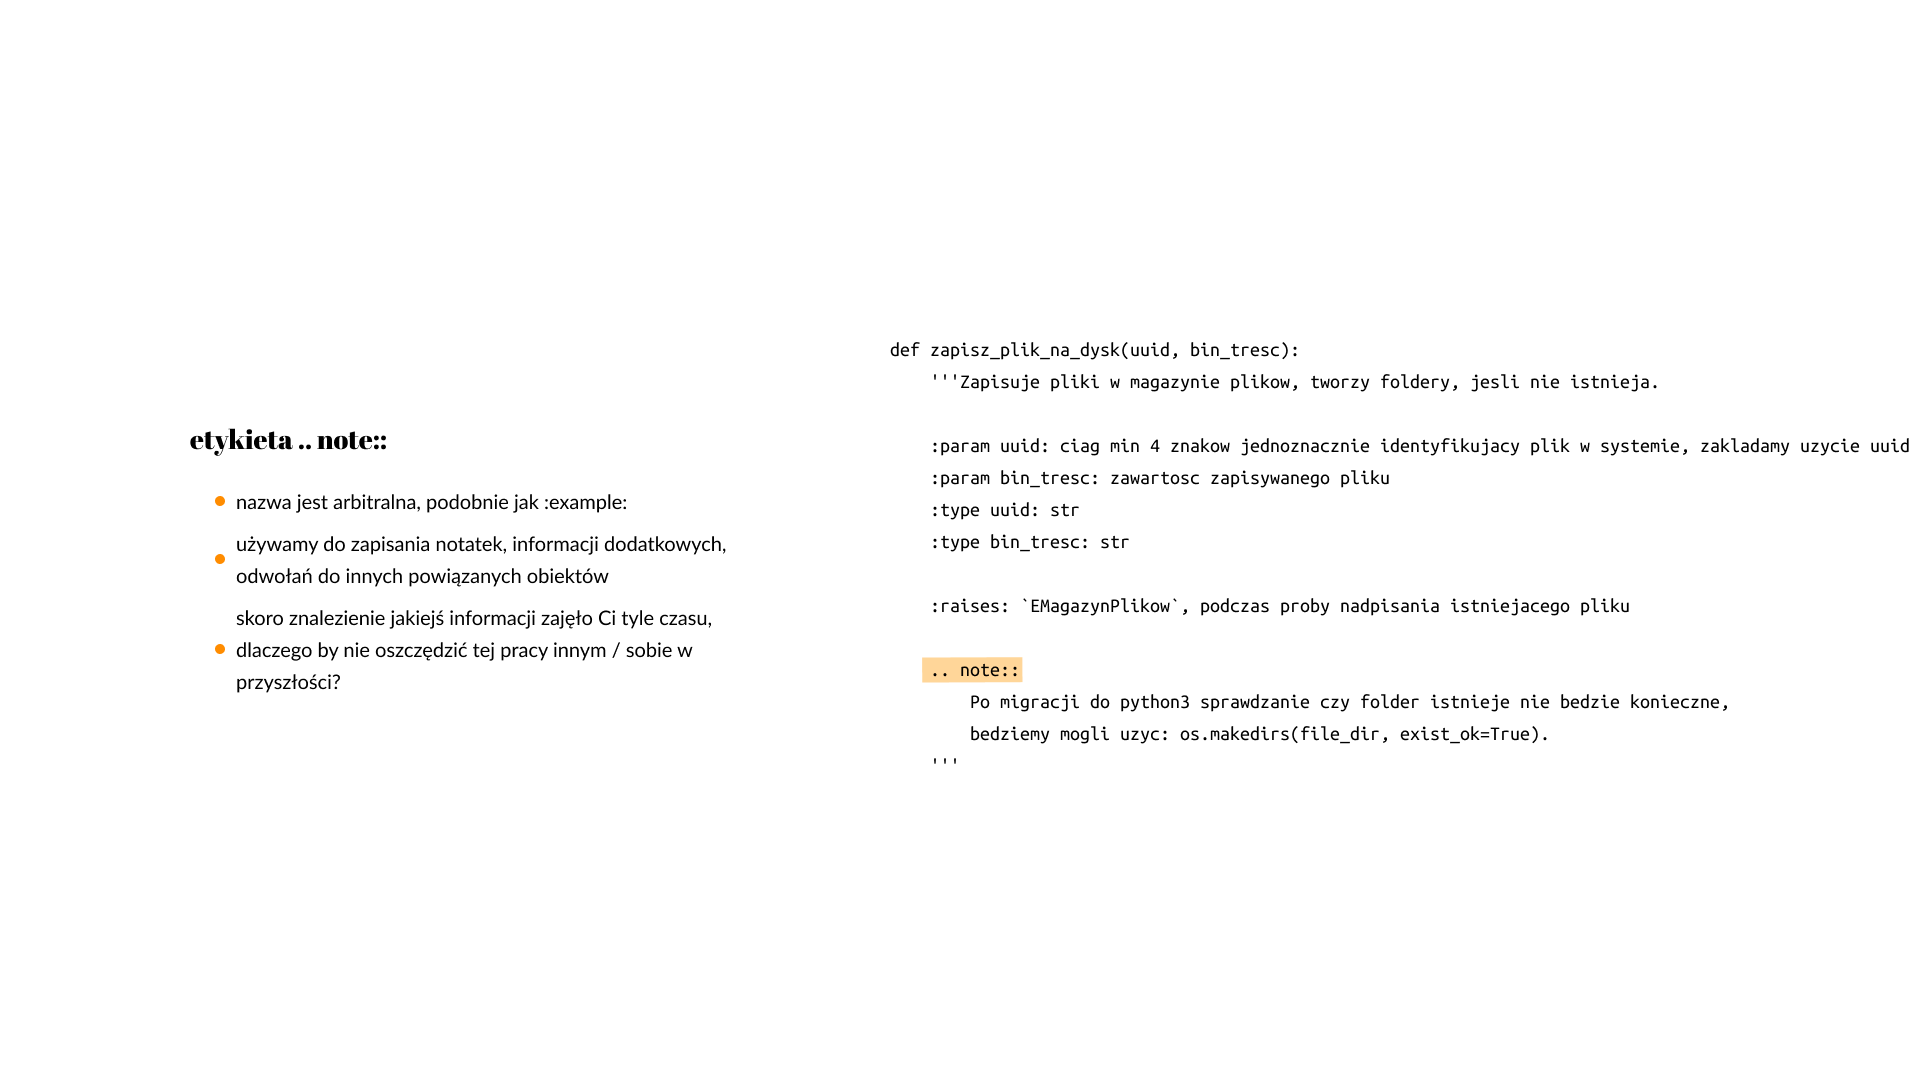 etykieta .. note::
nazwa jest arbitralna, podobnie jak :example:
używamy do zapisania notatek, informacji dodatkowych,
odwołań do innych powiązanych obiektów
skoro znalezienie jakiejś informacji zajęło Ci tyle czasu,
dlaczego by nie oszczędzić tej pracy innym / sobie w
przyszłości?
def zapisz_plik_na_dysk(uuid, bin_tresc):
    '''Zapisuje pliki w magazynie plikow, tworzy foldery, jesli nie istnieja.
    :param uuid: ciag min 4 znakow jednoznacznie identyfikujacy plik w systemie, zakladamy uzycie uuid
    :param bin_tresc: zawartosc zapisywanego pliku
    :type uuid: str
    :type bin_tresc: str
    :raises: `EMagazynPlikow`, podczas proby nadpisania istniejacego pliku
    .. note::
        Po migracji do python3 sprawdzanie czy folder istnieje nie bedzie konieczne,
        bedziemy mogli uzyc: os.makedirs(file_dir, exist_ok=True).
    '''